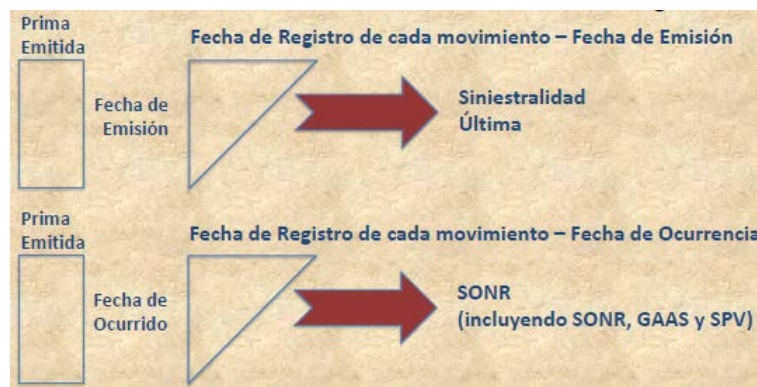 Prima
Emitida
Fecha de Registro de cada movimiento – Fecha de Emisión
Fecha de
Emisión
Siniestralidad
Última
Prima
Emitida
Fecha de Registro de cada movimiento – Fecha de Ocurrencia
Fecha de
Ocurrido
SONR
(incluyendo SONR, GAAS y SPV)